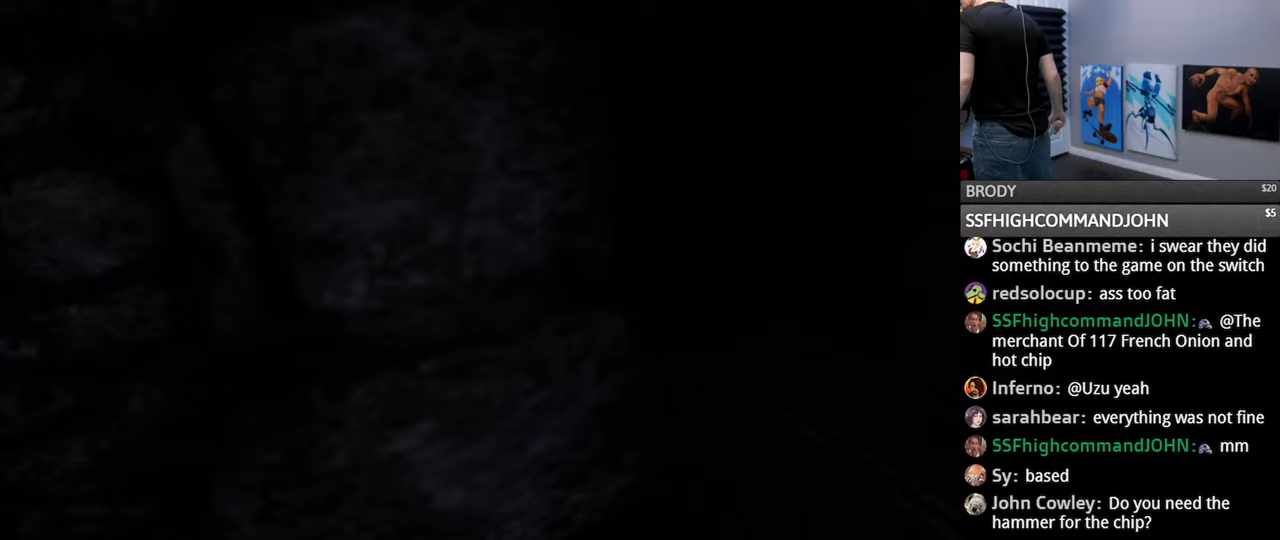 BRODY $20
SSFHIGHCOMMANDJOHN $5
Sochi Beanmeme: i swear they did
something to the game on the switch
redsolocup: ass too fat
SSFhighcommandJOHN: @The
merchant Of 117 French Onion and
hot chip
Inferno: @Uzu yeah
sarahbear: everything was not fine
SSFhighcommandJOHN: mm
Sy: based
John Cowley: Do you need the
hammer for the chip?